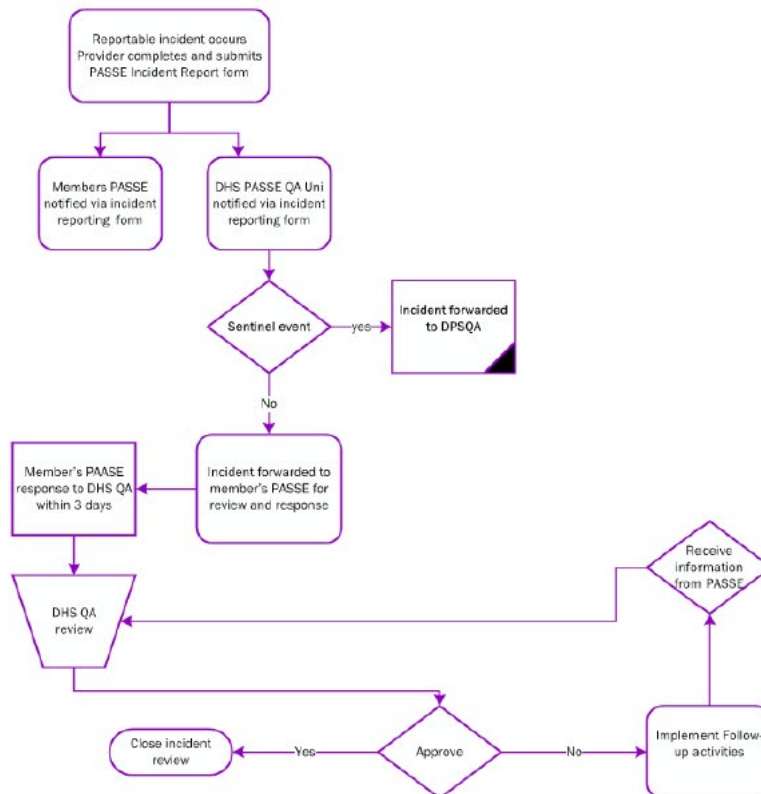 Reportable incident occurs
Provider completes and submits
PASSE Incident Report form
Members PASSE
notified via incident
reporting form
DHS PASSE QA Uni
notified via incident
reporting form
Sentinel event
yes
Incident forwarded
to DPSQA
No
Member's PAASE
response to DHS QA
within 3 days
Incident forwarded to
member's PASSE for
review and response
Receive
information
from PASSE
DHS QA
review
Close incident
review
Yes
Approve
No
Implement Follow-
up activities